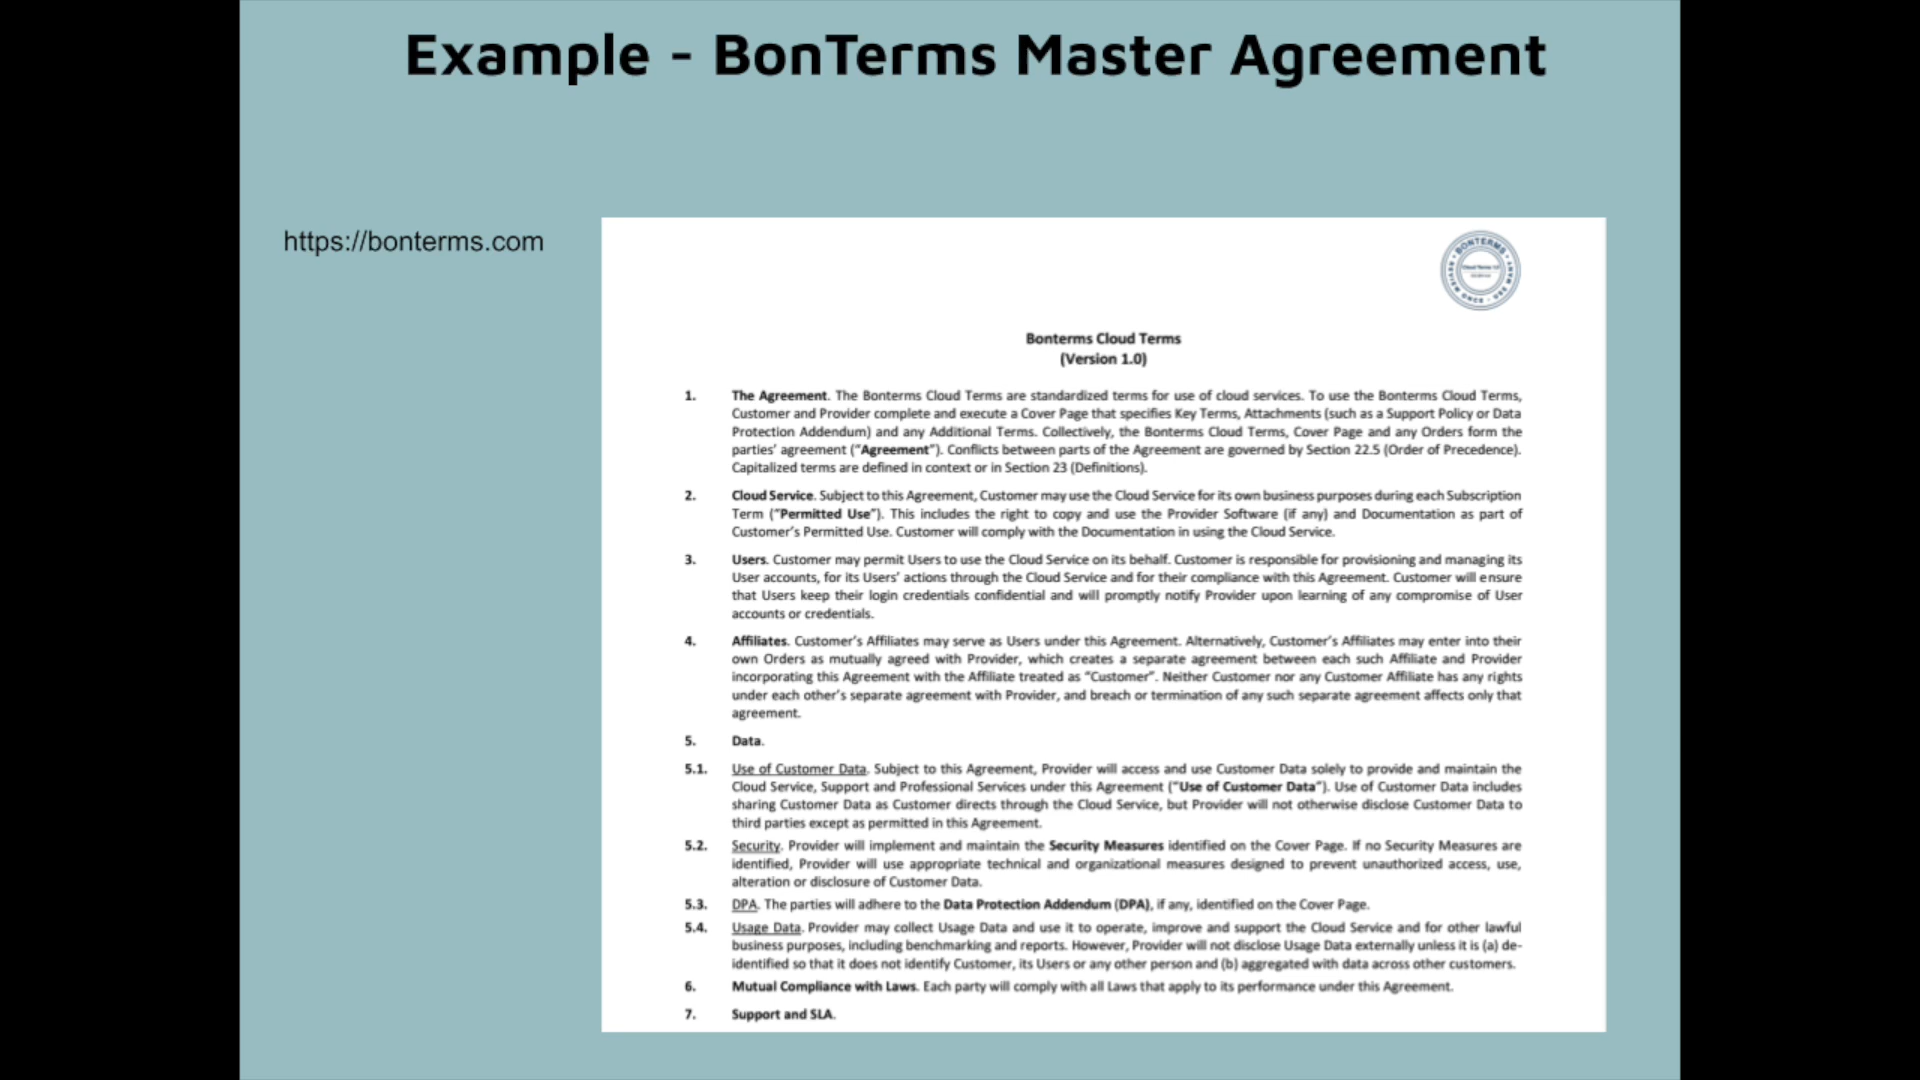 Example - BonTerms Master Agreement
https://bonterms.com
BONTERMS
Bonterms Cloud Terms
(Version 1.0)
1. The Agreement. The Bonterms Cloud Terms are standardized terms for use of cloud services. To use the Bonterms Cloud Terms,
Customer and Provider complete and execute a Cover Page that specifies Key Terms, Attachments (such as a Support Policy or Data
Protection Addendum) and any Additional Terms. Collectively, the Bonterms Cloud Terms, Cover Page and any Orders form the
parties’ agreement (“Agreement”). Conflicts between parts of the Agreement are governed by Section 22.5 (Order of Precedence).
Capitalized terms are defined in context or in Section 23 (Definitions).
2. Cloud Service. Subject to this Agreement, Customer may use the Cloud Service for its own business purposes during each Subscription
Term (“Permitted Use”). This includes the right to copy and use the Provider Software (if any) and Documentation as part of
Customer’s Permitted Use. Customer will comply with the Documentation in using the Cloud Service.
3. Users. Customer may permit Users to use the Cloud Service on its behalf. Customer is responsible for provisioning and managing its
User accounts, for its Users’ actions through the Cloud Service and for their compliance with this Agreement. Customer will ensure
that Users keep their login credentials confidential and will promptly notify Provider upon learning of any compromise of User
accounts or credentials.
4. Affiliates. Customer’s Affiliates may serve as Users under this Agreement. Alternatively, Customer’s Affiliates may enter into their
own Orders as mutually agreed with Provider, which creates a separate agreement between each such Affiliate and Provider
incorporating this Agreement with the Affiliate treated as “Customer”. Neither Customer nor any Customer Affiliate has any rights
under each other’s separate agreement with Provider, and breach or termination of any such separate agreement affects only that
agreement.
5. Data.
5.1. Use of Customer Data. Subject to this Agreement, Provider will access and use Customer Data solely to provide and maintain the
Cloud Service, Support and Professional Services under this Agreement (“Use of Customer Data”). Use of Customer Data includes
sharing Customer Data as Customer directs through the Cloud Service, but Provider will not otherwise disclose Customer Data to
third parties except as permitted in this Agreement.
5.2. Security. Provider will implement and maintain the Security Measures identified on the Cover Page. If no Security Measures are
identified, Provider will use appropriate technical and organizational measures designed to prevent unauthorized access, use,
alteration or disclosure of Customer Data.
5.3. DPA. The parties will adhere to the Data Protection Addendum (DPA), if any, identified on the Cover Page.
5.4. Usage Data. Provider may collect Usage Data and use it to operate, improve and support the Cloud Service and for other lawful
business purposes, including benchmarking and reports. However, Provider will not disclose Usage Data externally unless it is (a) de-
identified so that it does not identify Customer, its Users or any other person and (b) aggregated with data across other customers.
6. Mutual Compliance with Laws. Each party will comply with all Laws that apply to its performance under this Agreement.
7. Support and SLA.